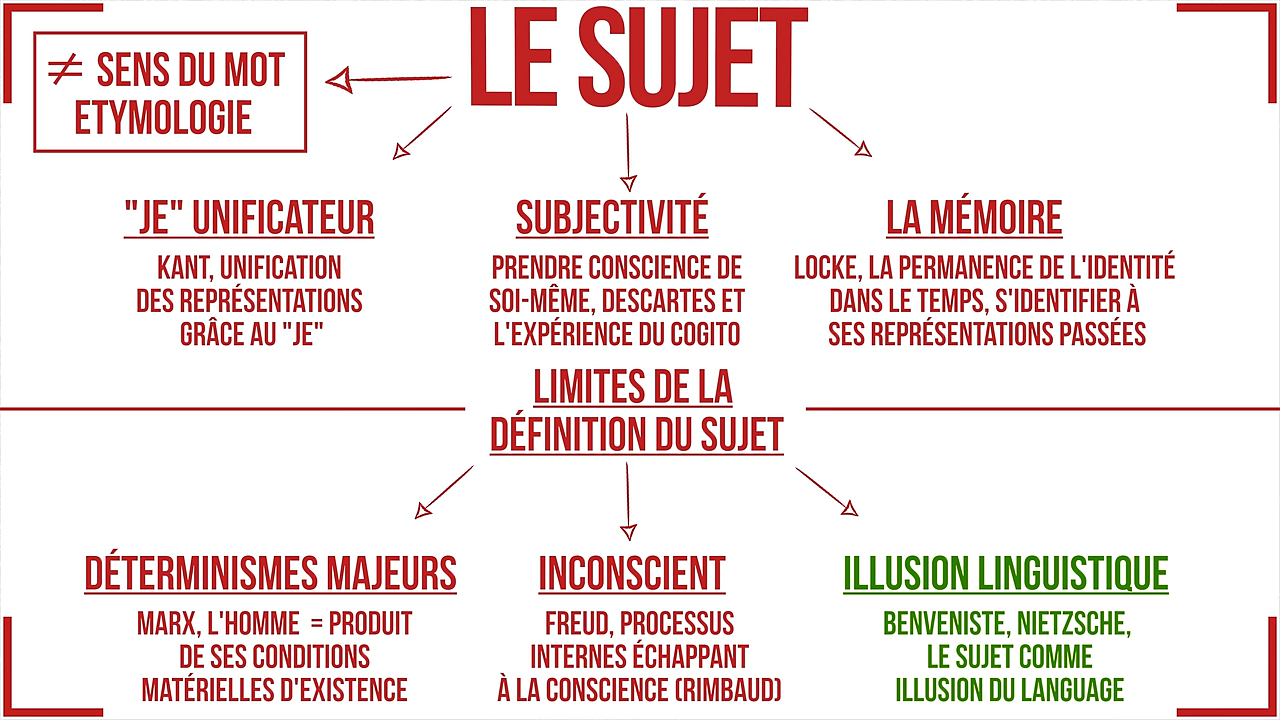 LE SUJET
≠ SENS DU MOT
ETYMOLOGIE
"JE" UNIFICATEUR
KANT, UNIFICATION
DES REPRÉSENTATIONS
GRÂCE AU "JE"
SUBJECTIVITÉ
PRENDRE CONSCIENCE DE
SOI-MÊME, DESCARTES ET
L'EXPÉRIENCE DU COGITO
LA MÉMOIRE
LOCKE, LA PERMANENCE DE L'IDENTITÉ
DANS LE TEMPS, S'IDENTIFIER À
SES REPRÉSENTATIONS PASSÉES
LIMITES DE LA
DÉFINITION DU SUJET
DÉTERMINISMES MAJEURS
MARX, L'HOMME = PRODUIT
DE SES CONDITIONS
MATÉRIELLES D'EXISTENCE
INCONSCIENT
FREUD, PROCESSUS
INTERNES ÉCHAPPANT
À LA CONSCIENCE (RIMBAUD)
ILLUSION LINGUISTIQUE
BENVENISTE, NIETZSCHE,
LE SUJET COMME
ILLUSION DU LANGUAGE